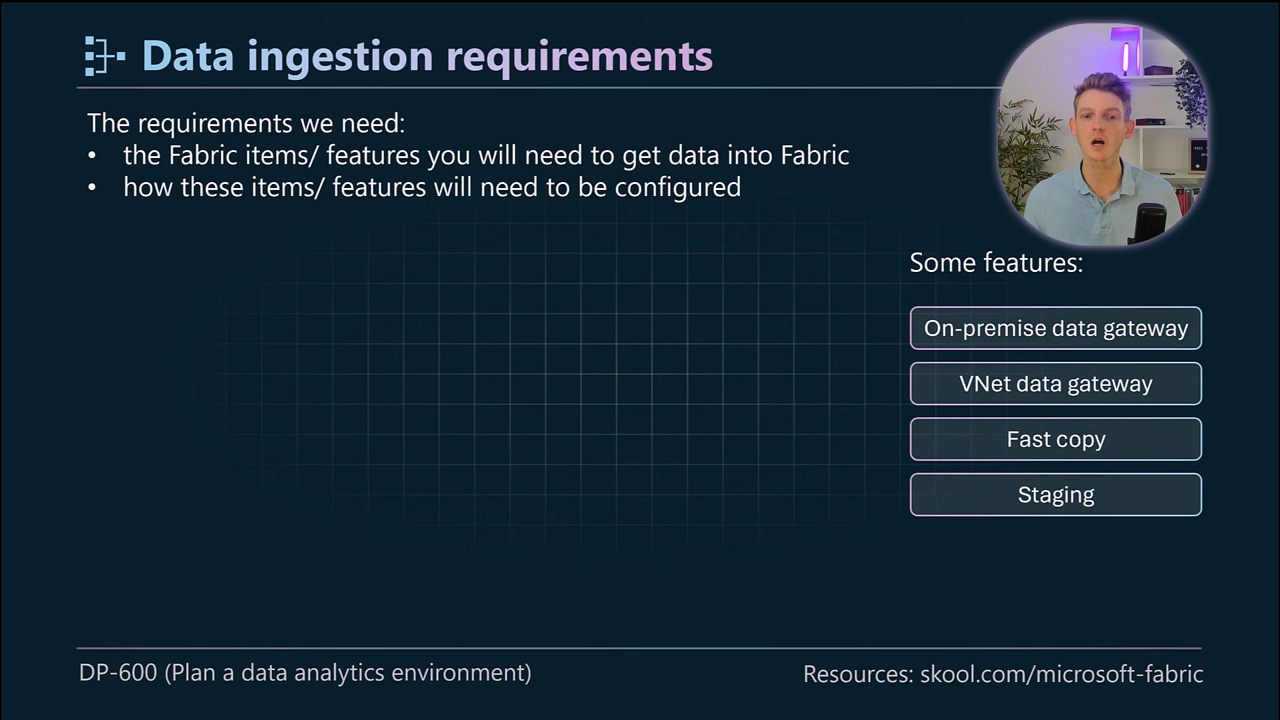 Data ingestion requirements
The requirements we need:
• the Fabric items/ features you will need to get data into Fabric
• how these items/ features will need to be configured
Some features:
On-premise data gateway
VNet data gateway
Fast copy
Staging
DP-600 (Plan a data analytics environment)
Resources: skool.com/microsoft-fabric